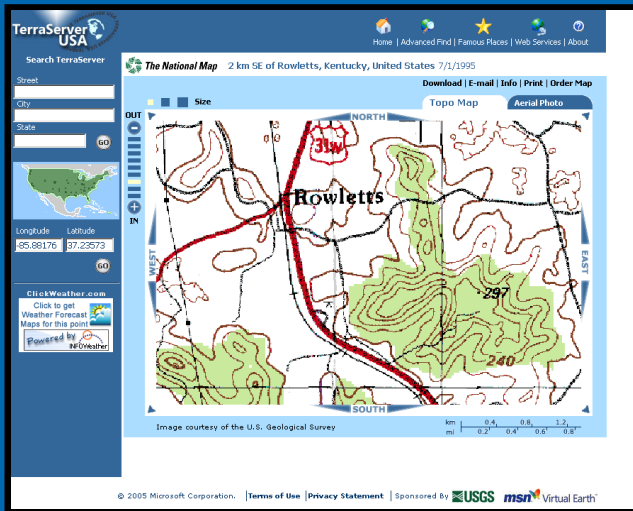 TerraServer
USA
Home | Advanced Find | Famous Places | Web Services | About
Search TerraServer
Street
City
State
GO
Longitude Latitude
-85.88176 37.23573
GO
ClickWeather.com
Click to get
Weather Forecast
Maps for this point
Powered by
INFOWeather
The National Map 2 km SE of Rowletts, Kentucky, United States 7/1/1995
Download | E-mail | Info | Print | Order Map
Size
Topo Map Aerial Photo
OUT
IN
NORTH
WEST
EAST
SOUTH
31W
Rowletts
297
240
Image courtesy of the U.S. Geological Survey
km 0.4, 0.8, 1.2,
mi 0.2' 0.4' 0.6' 0.8'
© 2005 Microsoft Corporation. |Terms of Use |Privacy Statement | Sponsored By USGS msn Virtual Earth™